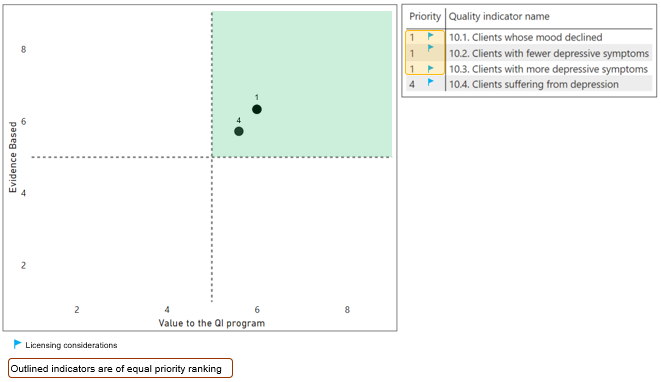 8
6
4
2
Evidence Based
1
4
2
4
6
8
Value to the QI program
Priority Quality indicator name
1 10.1. Clients whose mood declined
1 10.2. Clients with fewer depressive symptoms
1 10.3. Clients with more depressive symptoms
4 10.4. Clients suffering from depression
Licensing considerations
Outlined indicators are of equal priority ranking